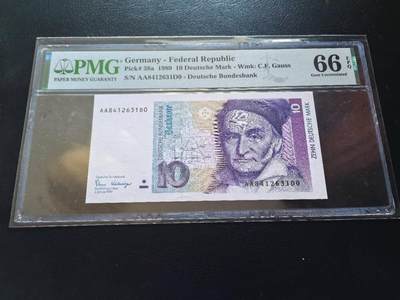 PMG
PAPER MONEY GUARANTY
Germany - Federal Republic
Pick# 38a 1989 10 Deutsche Mark - Wmk: C.F. Gauss
S/N AA8412631D0 - Deutsche Bundesbank
66 EPQ
Gem Uncirculated
AA8412631D0
10
ZEHN DEUTSCHE MARK
10
AA8412631D0